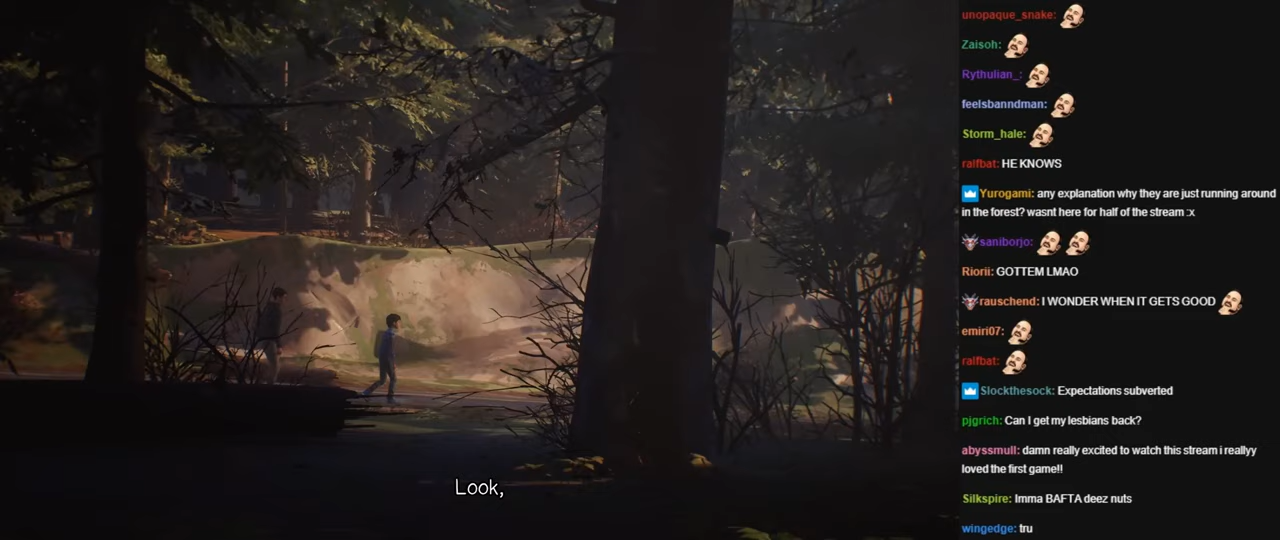 Look,
unopaque_snake:
Zaisoh:
Rythulian_:
feelsbanndman:
Storm_hale:
ralfbat: HE KNOWS
Yurogami: any explanation why they are just running around
in the forest? wasnt here for half of the stream :x
saniborjo:
Riorii: GOTTEM LMAO
rauschend: I WONDER WHEN IT GETS GOOD
emiri07:
ralfbat:
Slockthesock: Expectations subverted
pjgrich: Can I get my lesbians back?
abyssmull: damn really excited to watch this stream i reallyy
loved the first game!!
Silkspire: Imma BAFTA deez nuts
wingedge: tru